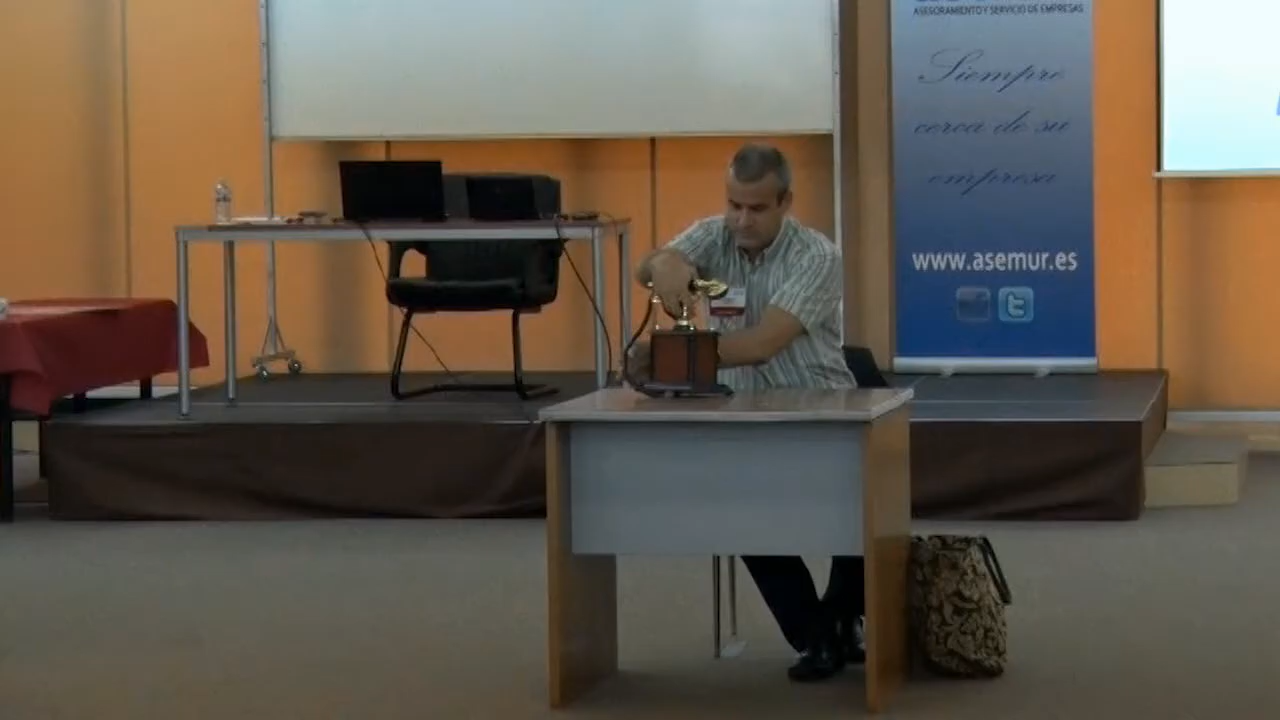 ASESORAMIENTO Y SERVICIO DE EMPRESAS
Siempre
cerca de su
empresa
www.asemur.es
t